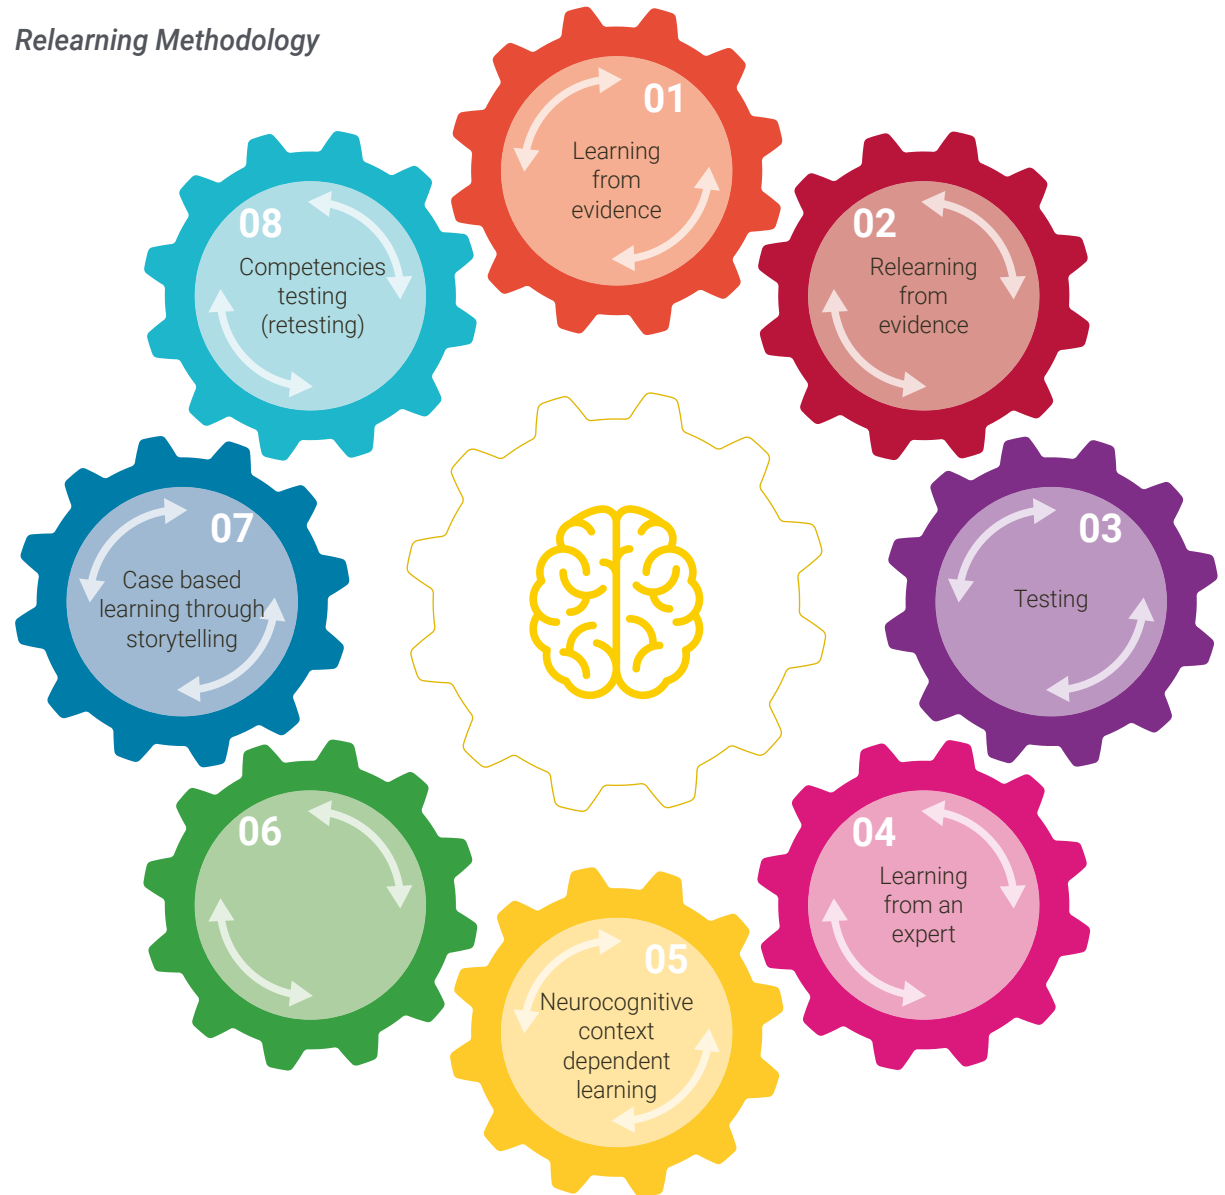 Relearning Methodology
01
Learning
from
evidence
02
Relearning
from
evidence
03
Testing
04
Learning
from an
expert
05
Neurocognitive
context
dependent
learning
06
07
Case based
learning through
storytelling
08
Competencies
testing
(retesting)